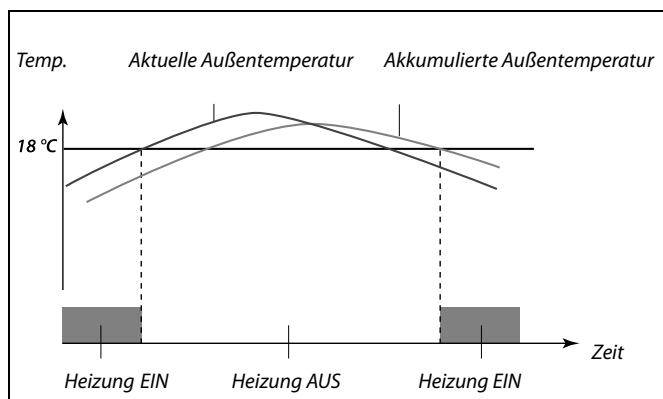 Temp.
Aktuelle Außentemperatur
Akkumulierte Außentemperatur
18 °C
Zeit
Heizung EIN
Heizung AUS
Heizung EIN